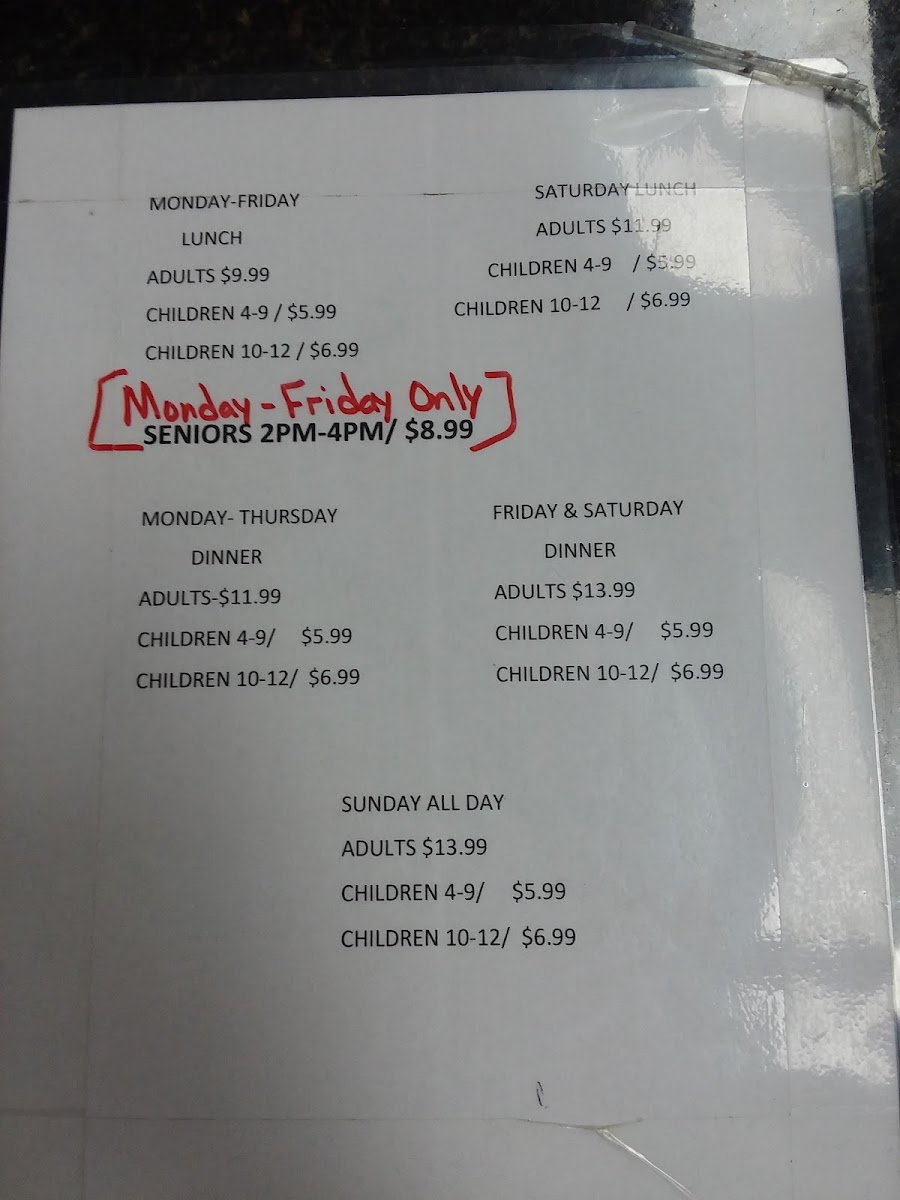 MONDAY-FRIDAY
LUNCH
ADULTS $9.99
CHILDREN 4-9 / $5.99
CHILDREN 10-12 / $6.99
SATURDAY LUNCH
ADULTS $11.99
CHILDREN 4-9 / $5.99
CHILDREN 10-12 / $6.99
[Monday-Friday Only]
SENIORS 2PM-4PM/ $8.99
MONDAY- THURSDAY
DINNER
ADULTS-$11.99
CHILDREN 4-9/ $5.99
CHILDREN 10-12/ $6.99
FRIDAY & SATURDAY
DINNER
ADULTS $13.99
CHILDREN 4-9/ $5.99
CHILDREN 10-12/ $6.99
SUNDAY ALL DAY
ADULTS $13.99
CHILDREN 4-9/ $5.99
CHILDREN 10-12/ $6.99